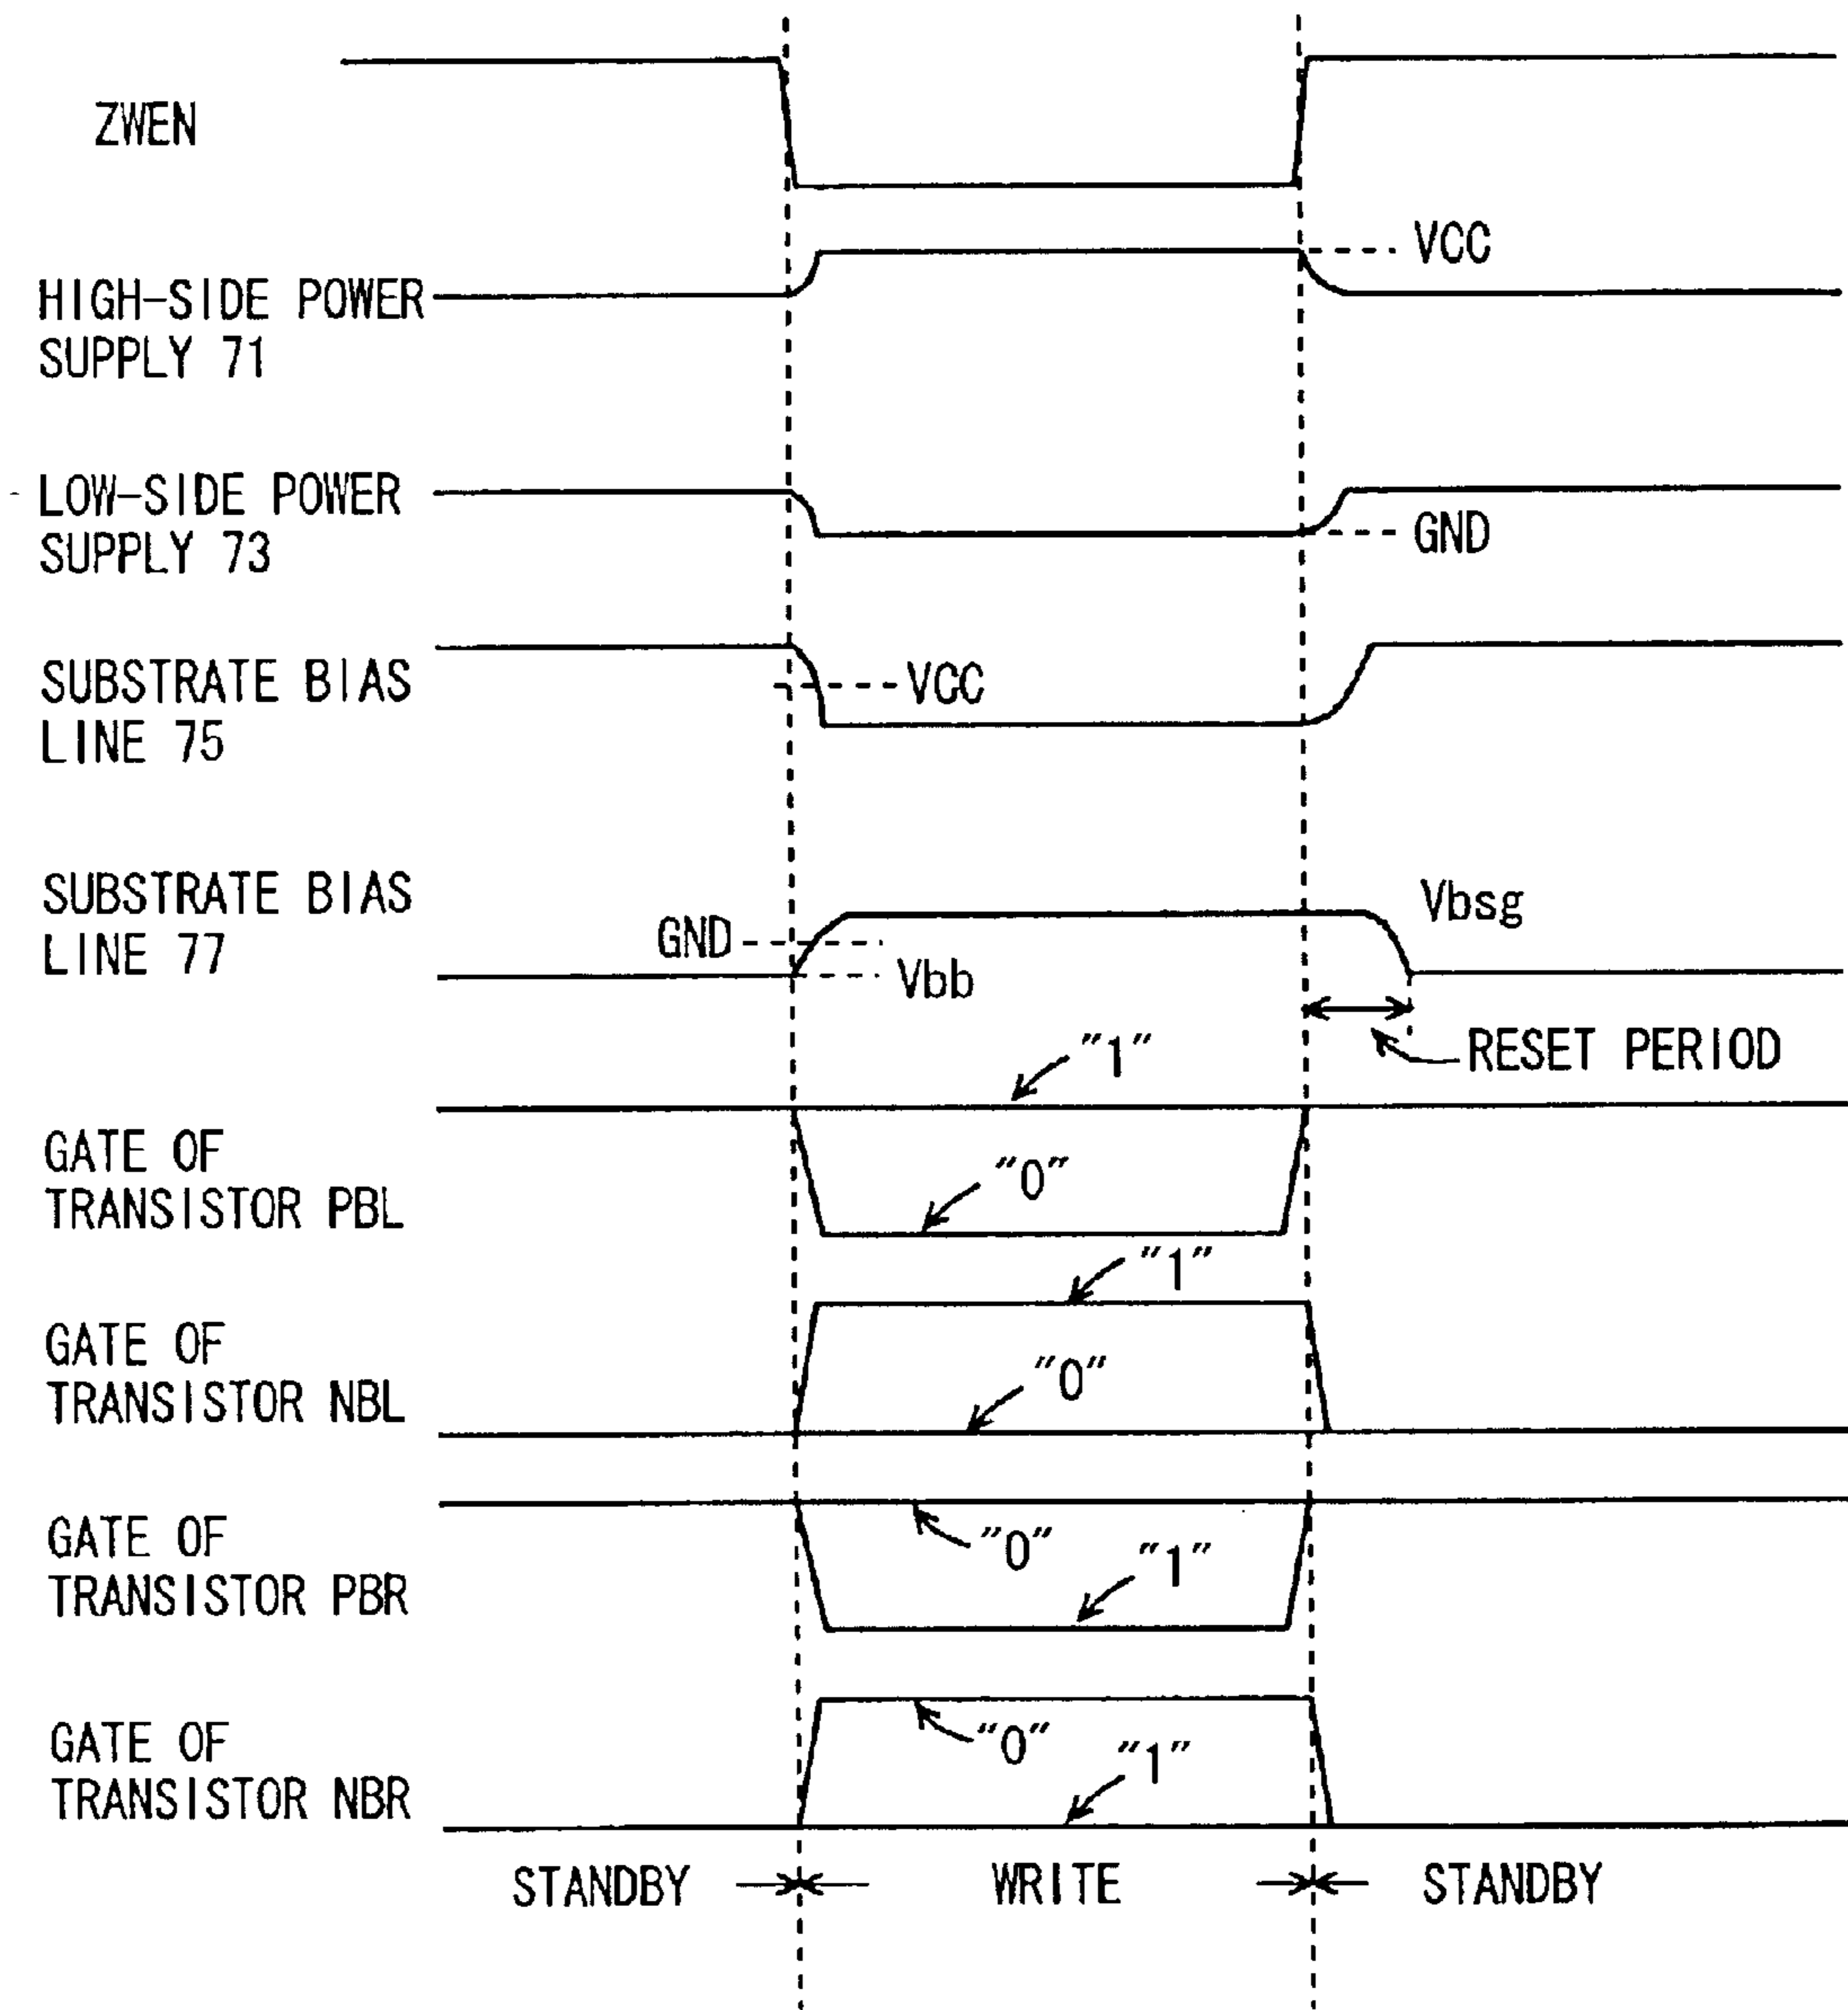 ZWEN
VCC
HIGH-SIDE POWER
SUPPLY 71
LOW-SIDE POWER
SUPPLY 73
GND
SUBSTRATE BIAS
LINE 75
VCC
SUBSTRATE BIAS
LINE 77
GND
Vbb
Vbsg
RESET PERIOD
"1"
GATE OF
TRANSISTOR PBL
"0"
"1"
GATE OF
TRANSISTOR NBL
"0"
GATE OF
TRANSISTOR PBR
"0"
"1"
GATE OF
TRANSISTOR NBR
"0"
"1"
STANDBY WRITE STANDBY